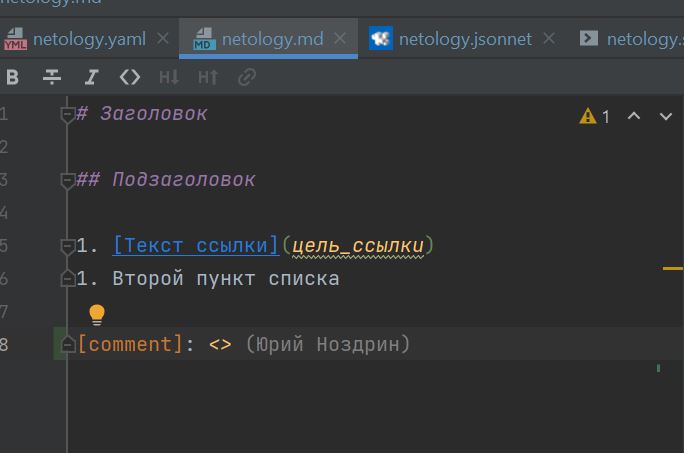 netology.md
YML netology.yaml × MD netology.md × netology.jsonnet × netology.s
B S I <> H↓ H↑
1 # Заголовок 1
2
3 ## Подзаголовок
4
5 1. [Текст ссылки](цель_ссылки)
6 1. Второй пункт списка
7
8 [comment]: <> (Юрий Ноздрин)